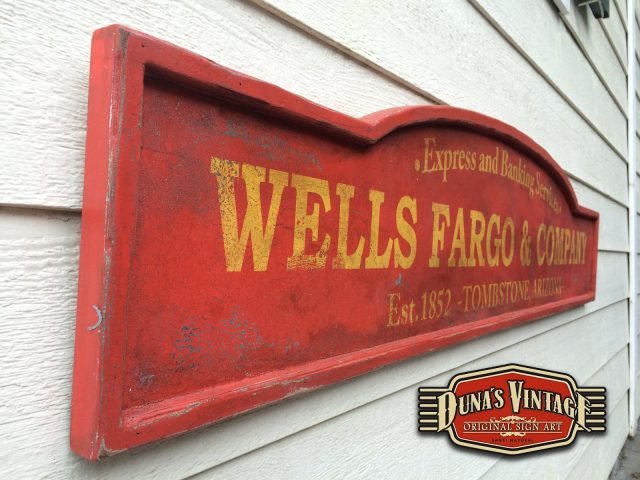 Express and Banking Services
WELLS FARGO & COMPANY
Est. 1852 - TOMBSTONE, ARIZONA
DUNA'S VINTAGE
ORIGINAL SIGN ART